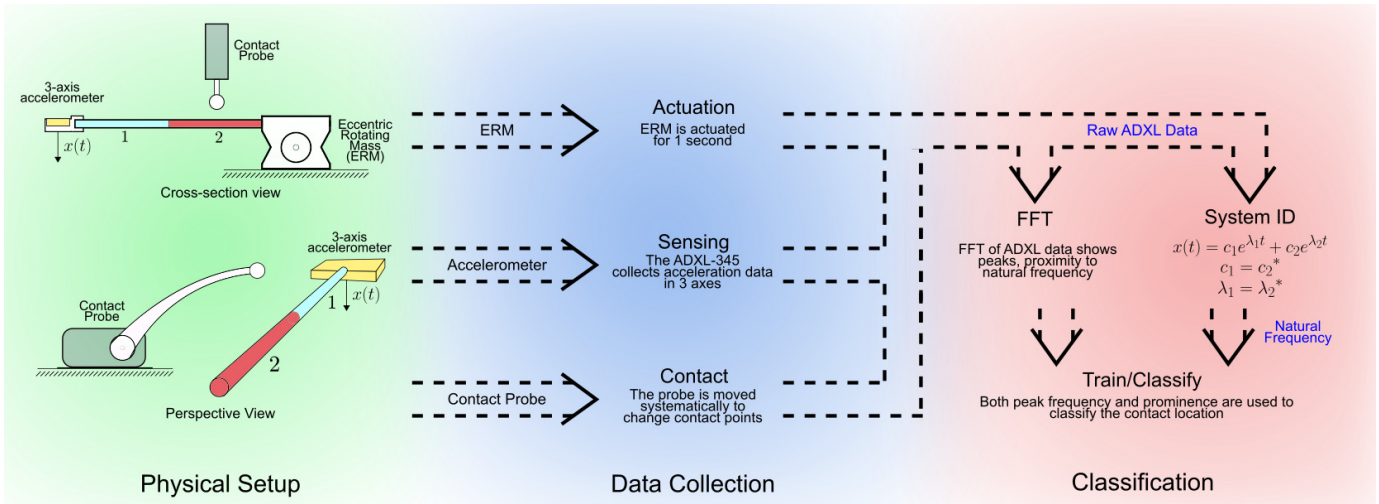 Contact
Probe
3-axis
accelerometer
1
2
x(t)
Eccentric
Rotating
Mass
(ERM)
Cross-section view
3-axis
accelerometer
1
x(t)
2
Contact
Probe
Perspective View
Physical Setup
ERM
Accelerometer
Contact Probe
Actuation
ERM is actuated
for 1 second
Sensing
The ADXL-345
collects acceleration data
in 3 axes
Contact
The probe is moved
systematically to
change contact points
Data Collection
Raw ADXL Data
FFT
FFT of ADXL data shows
peaks, proximity to
natural frequency
System ID
x(t) = c₁e^{λ₁t} + c₂e^{λ₂t}
c₁ = c₂*
λ₁ = λ₂*
Natural
Frequency
Train/Classify
Both peak frequency and prominence are used to
classify the contact location
Classification